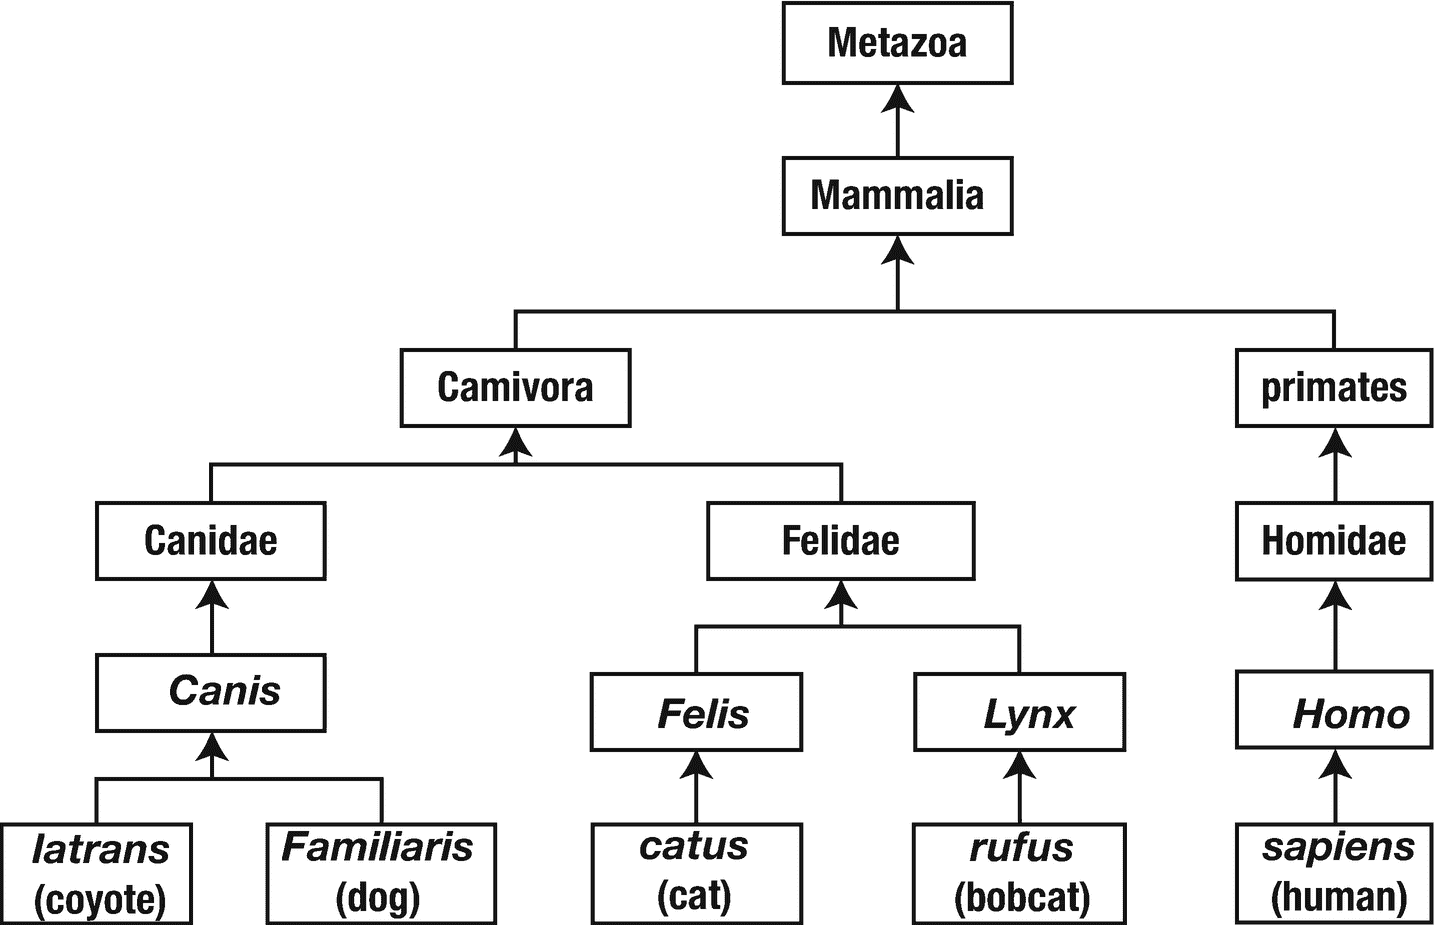 Metazoa
Mammalia
Camivora
primates
Canidae
Felidae
Homidae
Canis
Felis
Lynx
Homo
latrans
(coyote)
Familiaris
(dog)
catus
(cat)
rufus
(bobcat)
sapiens
(human)